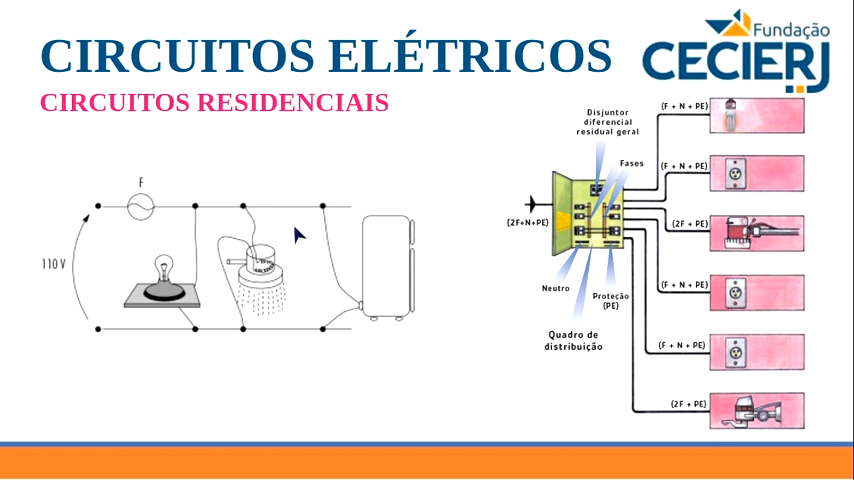 CIRCUITOS ELÉTRICOS
Fundação
CECIERJ
CIRCUITOS RESIDENCIAIS
Disjuntor
diferencial
residual geral
Fases
(F + N + PE)
(F + N + PE)
(2F+N+PE)
(2F + PE)
(F + N + PE)
(F + N + PE)
(2F + PE)
Neutro
Proteção
(PE)
Quadro de
distribuição
F
110 V